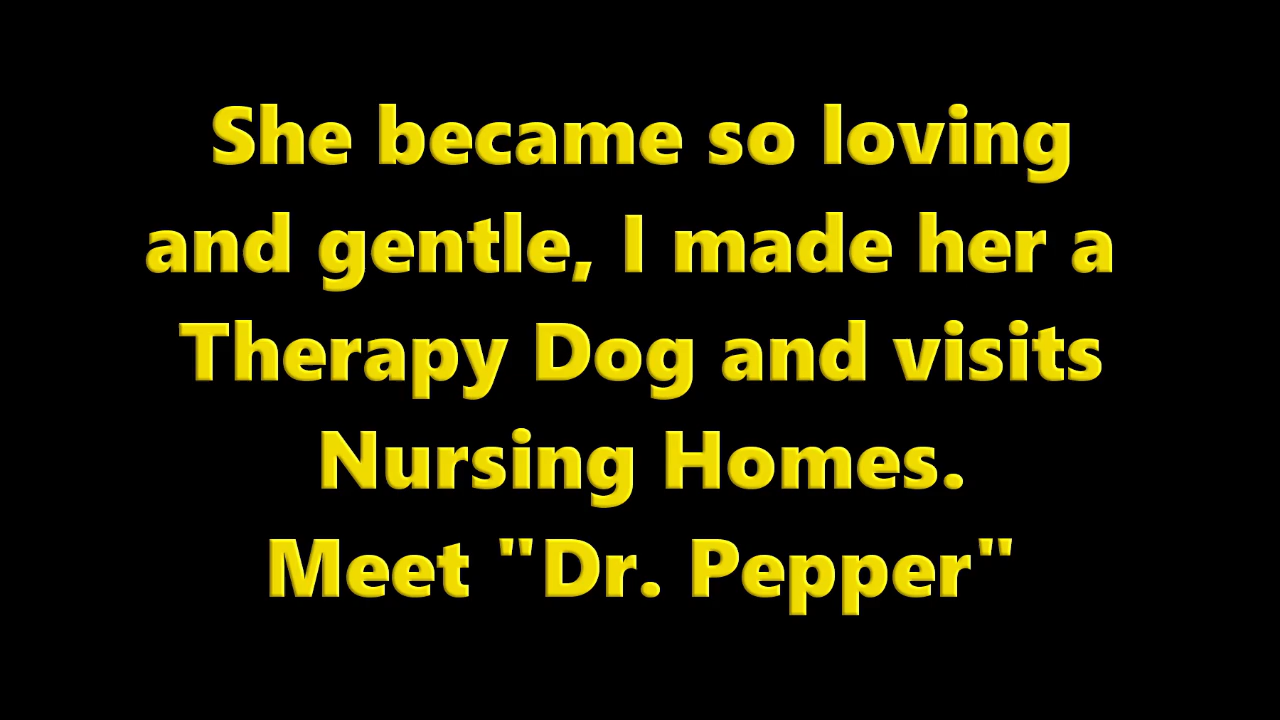 She became so loving
and gentle, I made her a
Therapy Dog and visits
Nursing Homes.
Meet "Dr. Pepper"